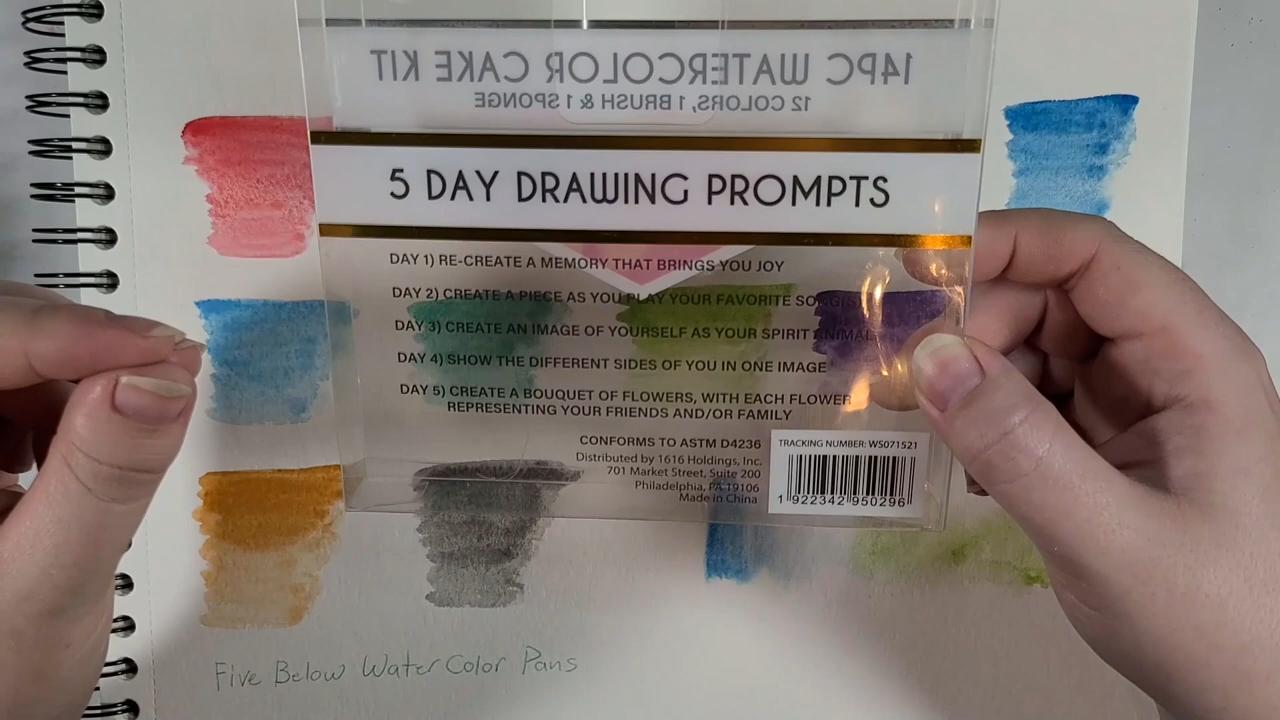 14PC WATERCOLOR CAKE KIT
12 COLORS, 1 BRUSH & 1 SPONGE
5 DAY DRAWING PROMPTS
DAY 1) RE-CREATE A MEMORY THAT BRINGS YOU JOY
DAY 2) CREATE A PIECE AS YOU PLAY YOUR FAVORITE SONG(S)
DAY 3) CREATE AN IMAGE OF YOURSELF AS YOUR SPIRIT ANIMAL
DAY 4) SHOW THE DIFFERENT SIDES OF YOU IN ONE IMAGE
DAY 5) CREATE A BOUQUET OF FLOWERS, WITH EACH FLOWER
REPRESENTING YOUR FRIENDS AND/OR FAMILY
CONFORMS TO ASTM D4236
Distributed by 1616 Holdings, Inc.
701 Market Street, Suite 200
Philadelphia, PA 19106
Made in China
TRACKING NUMBER: WS071521
1 922342 950296
Five Below Water Color Pans